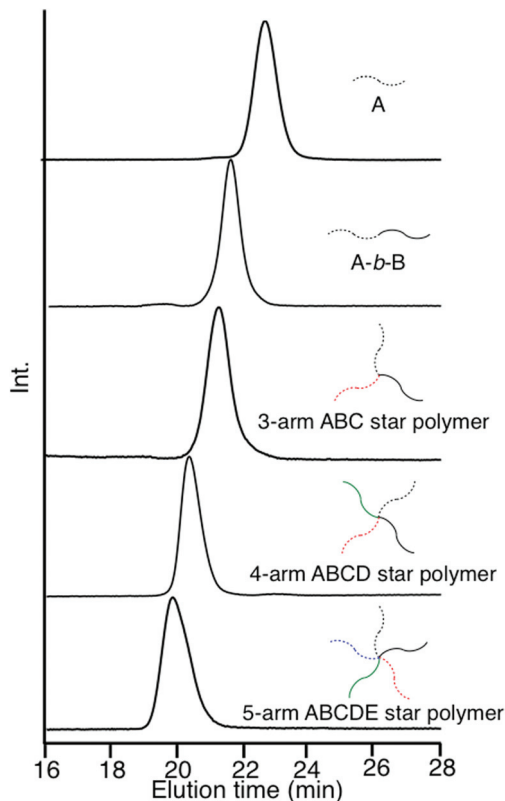 A
A-b-B
Int.
3-arm ABC star polymer
4-arm ABCD star polymer
5-arm ABCDE star polymer
16 20 22 24 26 28
Elution time (min)